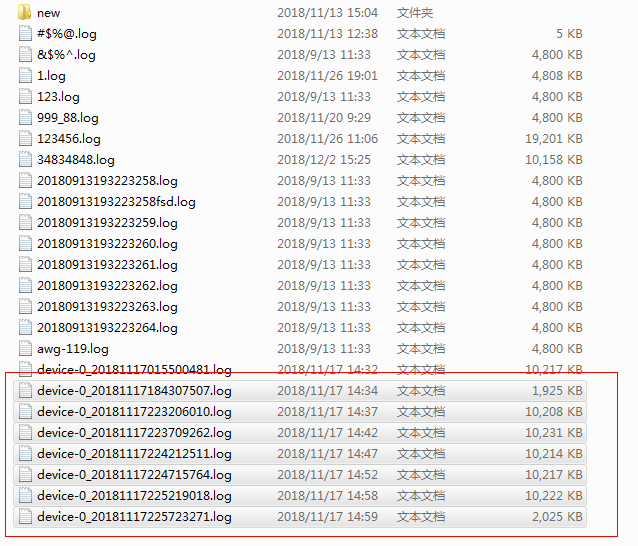 new 2018/11/13 15:04 文件夹
#$%@.log 2018/11/13 12:38 文本文档 5 KB
&$%^.log 2018/9/13 11:33 文本文档 4,800 KB
1.log 2018/11/26 19:01 文本文档 4,808 KB
123.log 2018/9/13 11:33 文本文档 4,800 KB
999_88.log 2018/11/20 9:29 文本文档 4,800 KB
123456.log 2018/11/26 11:06 文本文档 19,201 KB
34834848.log 2018/12/2 15:25 文本文档 10,158 KB
20180913193223258.log 2018/9/13 11:33 文本文档 4,800 KB
20180913193223258fsd.log 2018/9/13 11:33 文本文档 4,800 KB
20180913193223259.log 2018/9/13 11:33 文本文档 4,800 KB
20180913193223260.log 2018/9/13 11:33 文本文档 4,800 KB
20180913193223261.log 2018/9/13 11:33 文本文档 4,800 KB
20180913193223262.log 2018/9/13 11:33 文本文档 4,800 KB
20180913193223263.log 2018/9/13 11:33 文本文档 4,800 KB
20180913193223264.log 2018/9/13 11:33 文本文档 4,800 KB
awg-119.log 2018/9/13 11:33 文本文档 4,800 KB
device-0_20181117015500481.log 2018/11/17 14:32 文本文档 10,217 KB
device-0_20181117184307507.log 2018/11/17 14:34 文本文档 1,925 KB
device-0_20181117223206010.log 2018/11/17 14:37 文本文档 10,208 KB
device-0_20181117223709262.log 2018/11/17 14:42 文本文档 10,231 KB
device-0_20181117224212511.log 2018/11/17 14:47 文本文档 10,214 KB
device-0_20181117224715764.log 2018/11/17 14:52 文本文档 10,217 KB
device-0_20181117225219018.log 2018/11/17 14:58 文本文档 10,222 KB
device-0_20181117225723271.log 2018/11/17 14:59 文本文档 2,025 KB